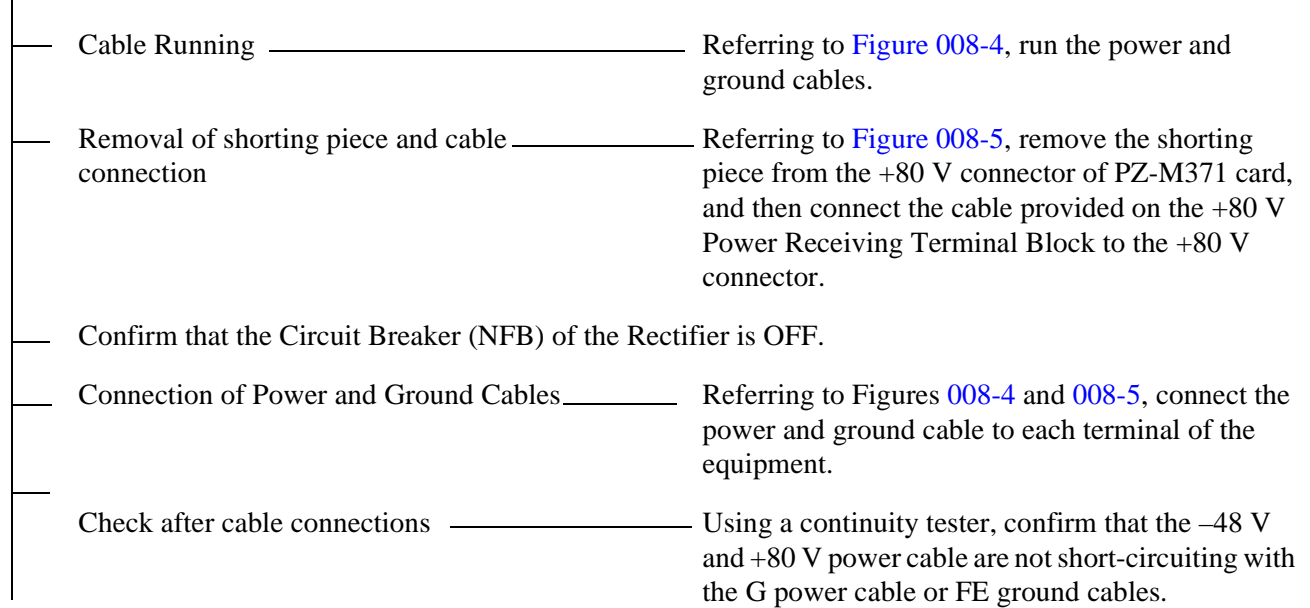 Cable Running Referring to Figure 008-4, run the power and
ground cables.
Removal of shorting piece and cable Referring to Figure 008-5, remove the shorting
connection piece from the +80 V connector of PZ-M371 card,
and then connect the cable provided on the +80 V
Power Receiving Terminal Block to the +80 V
connector.
Confirm that the Circuit Breaker (NFB) of the Rectifier is OFF.
Connection of Power and Ground Cables Referring to Figures 008-4 and 008-5, connect the
power and ground cable to each terminal of the
equipment.
Check after cable connections Using a continuity tester, confirm that the –48 V
and +80 V power cable are not short-circuiting with
the G power cable or FE ground cables.